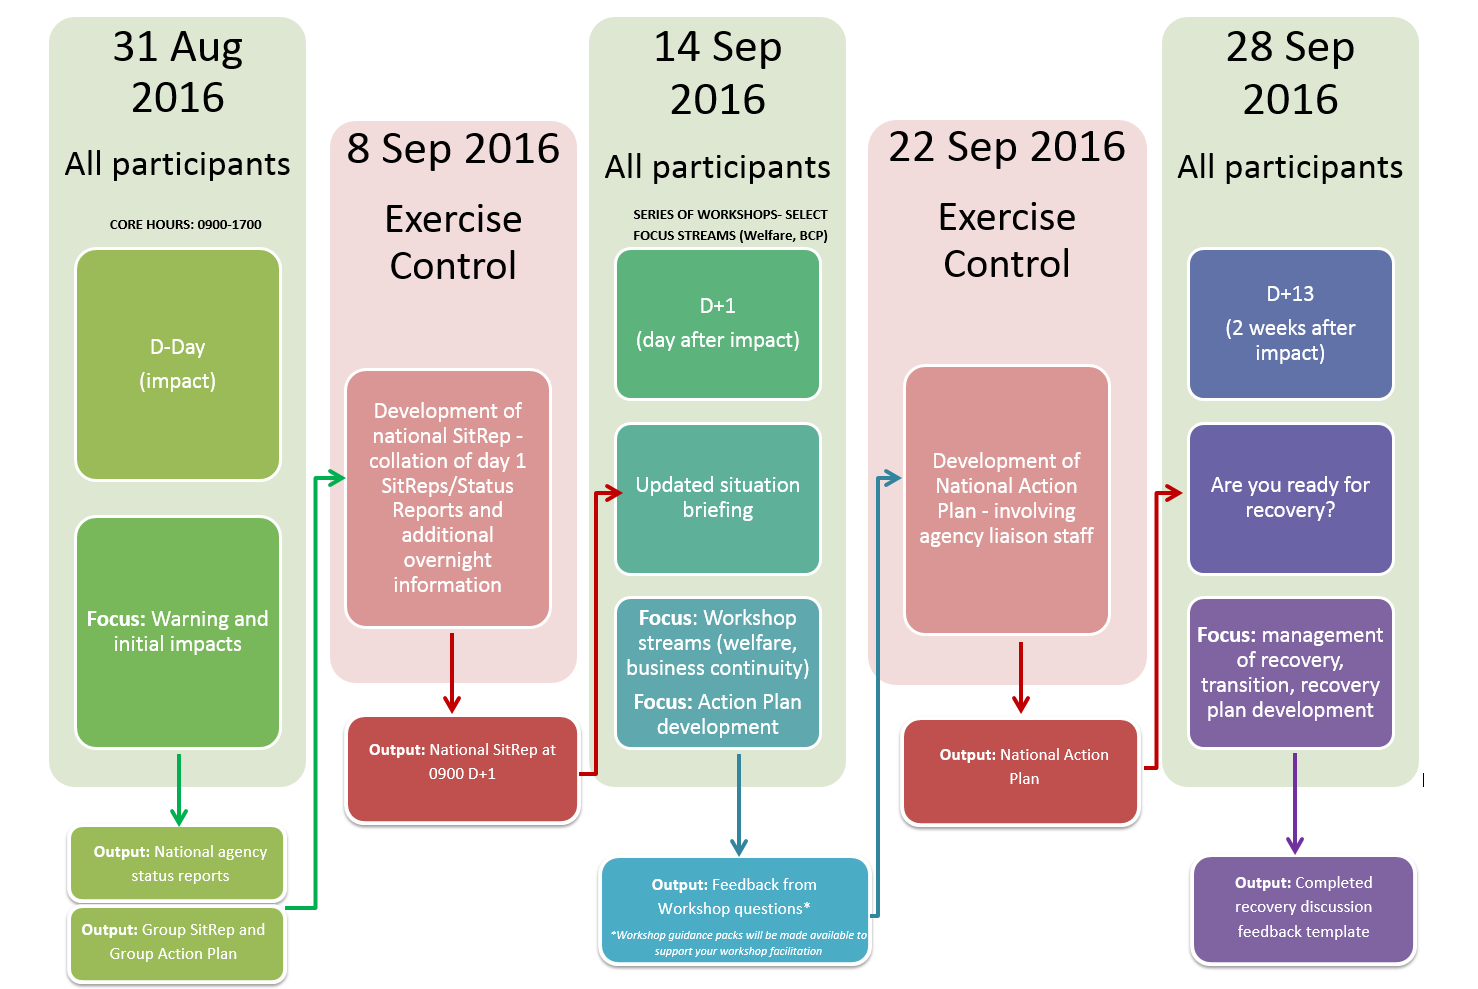 31 Aug
2016
All participants
CORE HOURS: 0900-1700
D-Day
(impact)
Focus: Warning and
initial impacts
Output: National agency
status reports
Output: Group SitRep and
Group Action Plan
8 Sep 2016
Exercise
Control
Development of
national SitRep -
collation of day 1
SitReps/Status
Reports and
additional
overnight
information
Output: National SitRep at
0900 D+1
14 Sep
2016
All participants
SERIES OF WORKSHOPS- SELECT
FOCUS STREAMS (Welfare, BCP)
D+1
(day after impact)
Updated situation
briefing
Focus: Workshop
streams (welfare,
business continuity)
Focus: Action Plan
development
Output: Feedback from
Workshop questions*
*Workshop guidance packs will be made available to
support your workshop facilitation
22 Sep 2016
Exercise
Control
Development of
National Action
Plan - involving
agency liaison staff
Output: National Action
Plan
28 Sep
2016
All participants
D+13
(2 weeks after
impact)
Are you ready for
recovery?
Focus: management
of recovery,
transition, recovery
plan development
Output: Completed
recovery discussion
feedback template